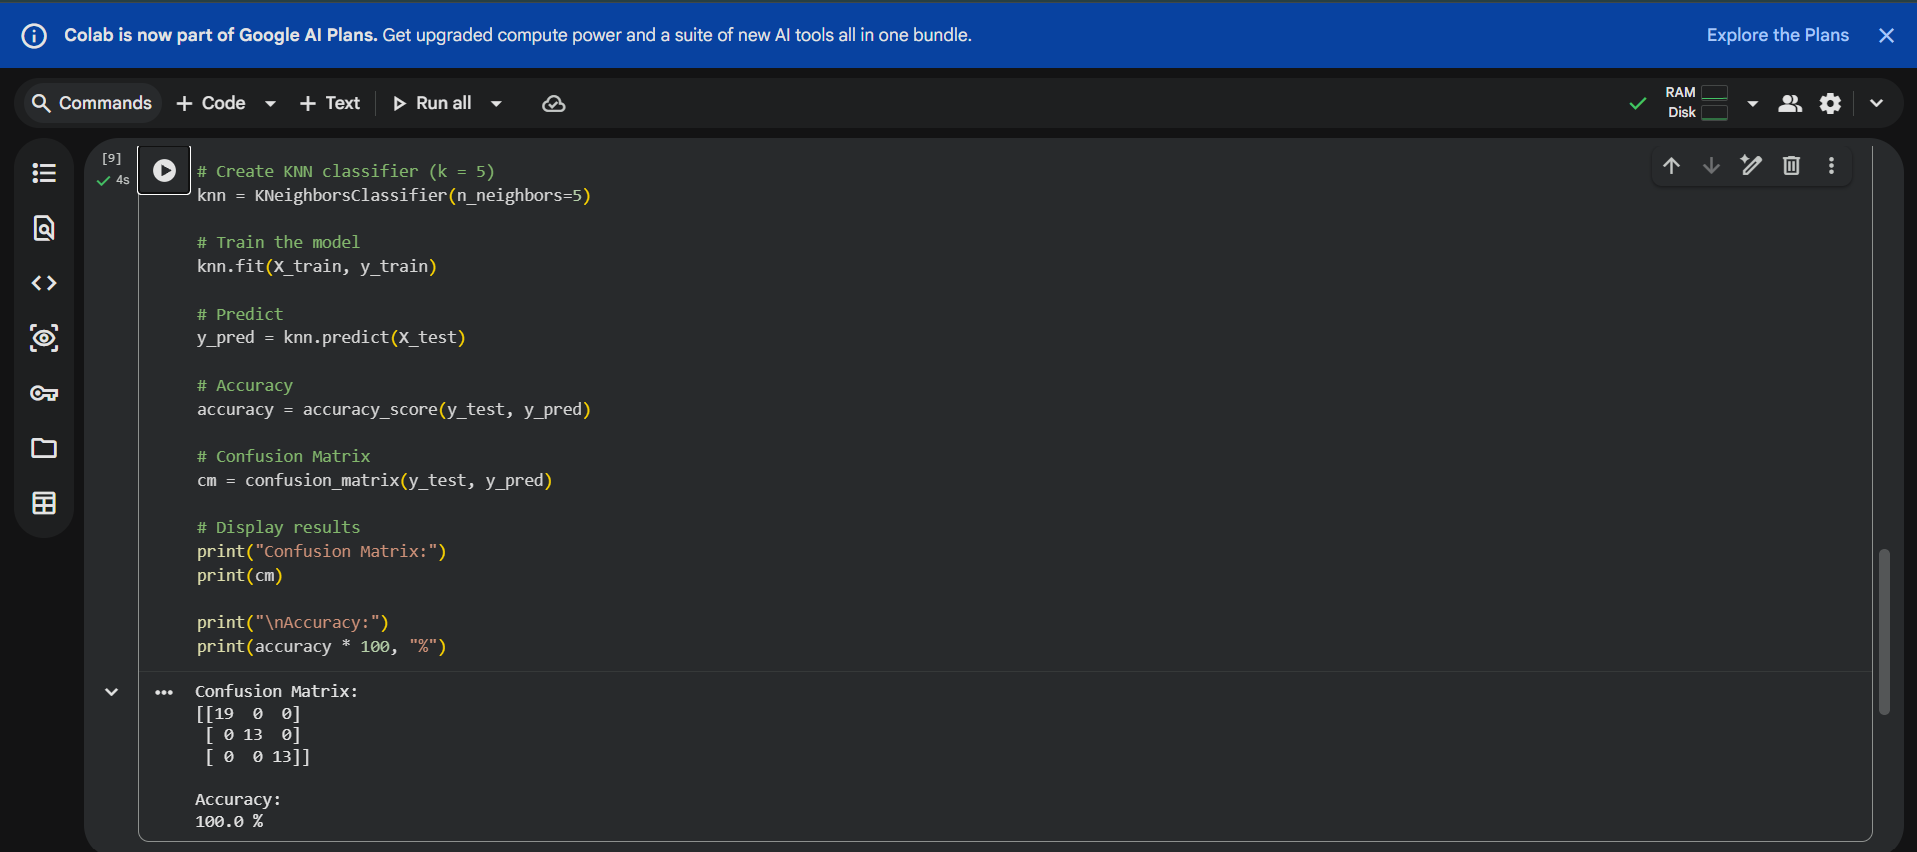 Colab is now part of Google AI Plans. Get upgraded compute power and a suite of new AI tools all in one bundle.
Explore the Plans
Commands
Code
Text
Run all
RAM
Disk
[9]
4s
# Create KNN classifier (k = 5)
knn = KNeighborsClassifier(n_neighbors=5)
# Train the model
knn.fit(X_train, y_train)
# Predict
y_pred = knn.predict(X_test)
# Accuracy
accuracy = accuracy_score(y_test, y_pred)
# Confusion Matrix
cm = confusion_matrix(y_test, y_pred)
# Display results
print("Confusion Matrix:")
print(cm)
print("\nAccuracy:")
print(accuracy * 100, "%")
Confusion Matrix:
[[19  0  0]
 [ 0 13  0]
 [ 0  0 13]]
Accuracy:
100.0 %